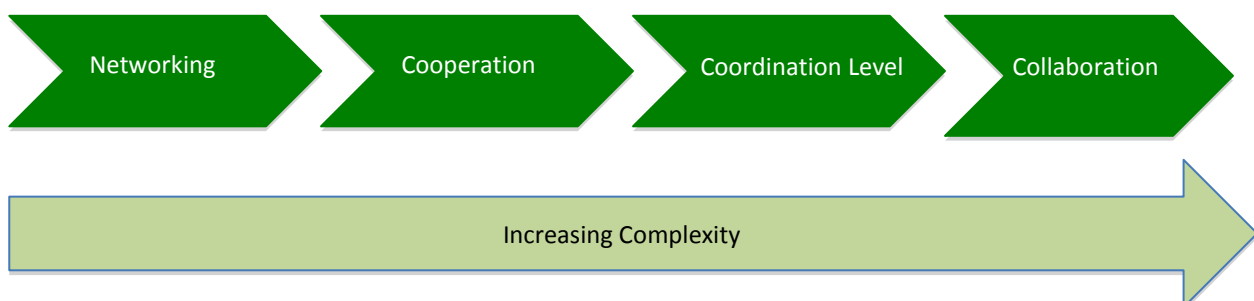 Networking
Cooperation
Coordination Level
Collaboration
Increasing Complexity